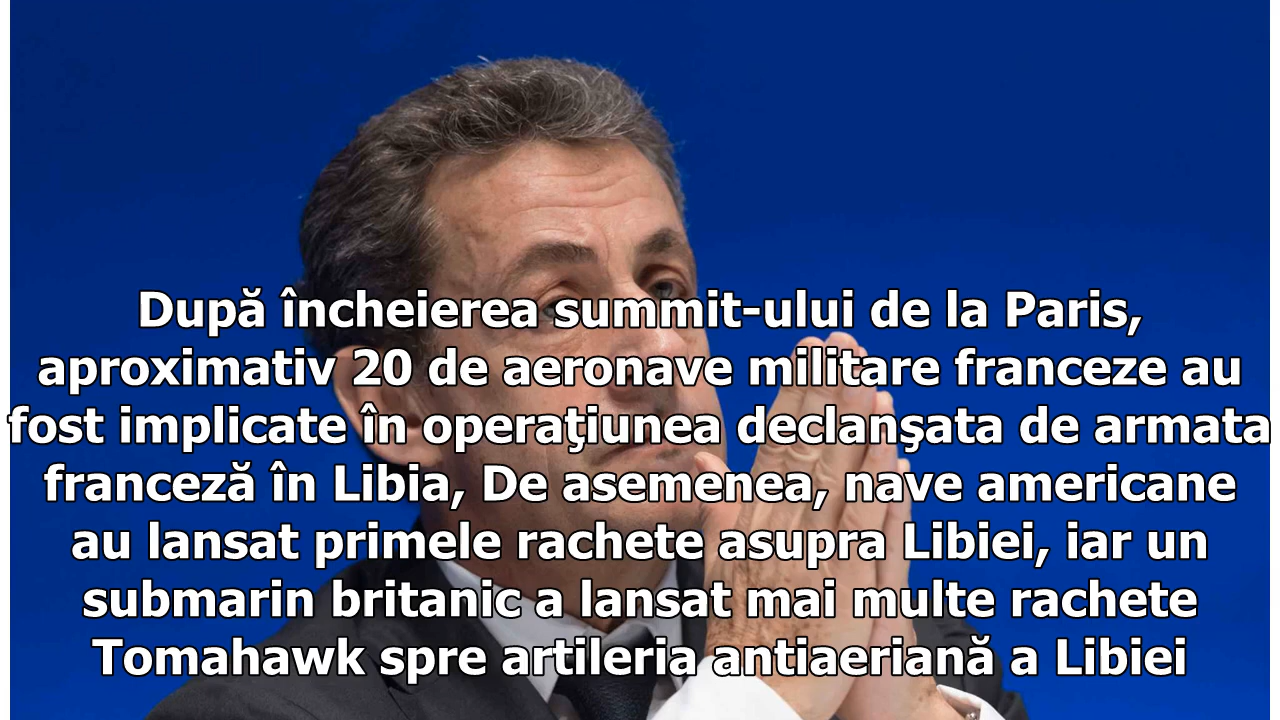 După încheierea summit-ului de la Paris,
aproximativ 20 de aeronave militare franceze au
fost implicate în operaţiunea declanşata de armata
franceză în Libia, De asemenea, nave americane
au lansat primele rachete asupra Libiei, iar un
submarin britanic a lansat mai multe rachete
Tomahawk spre artileria antiaeriană a Libiei